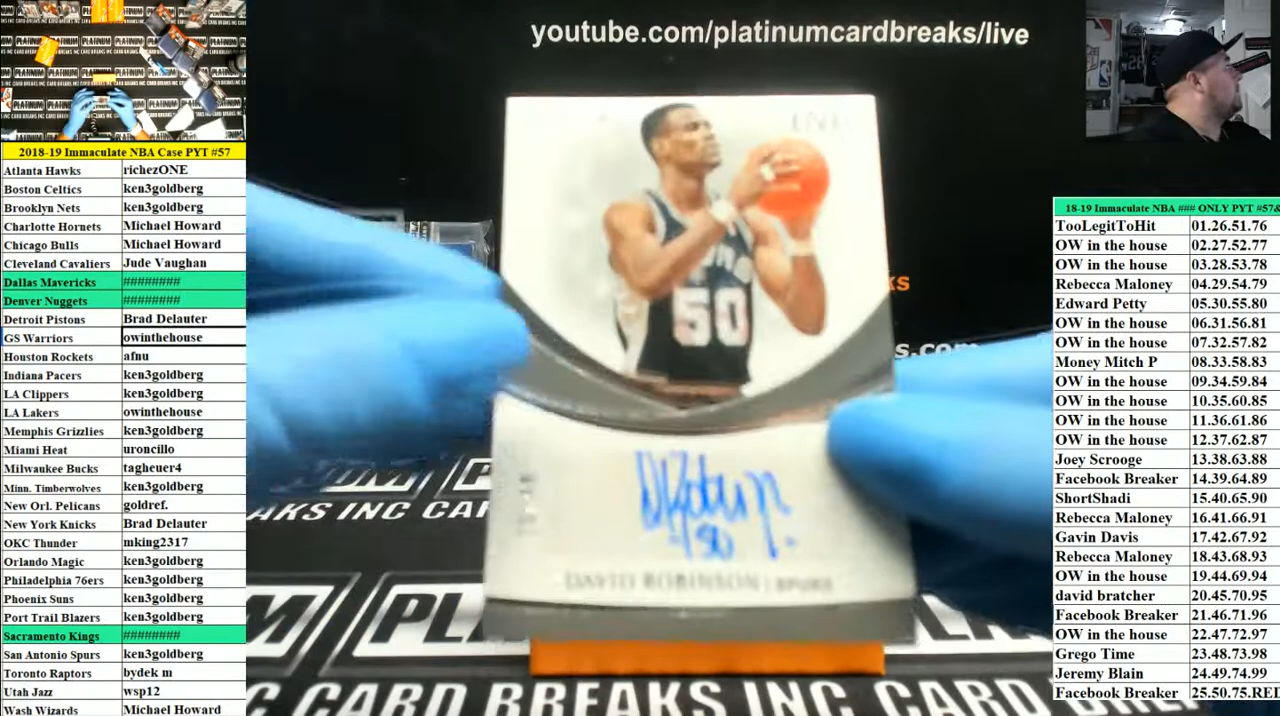 youtube.com/platinumcardbreaks/live
2018-19 Immaculate NBA Case PYT #57
Atlanta Hawks richezONE
Boston Celtics ken3goldberg
Brooklyn Nets ken3goldberg
Charlotte Hornets Michael Howard
Chicago Bulls Michael Howard
Cleveland Cavaliers Jude Vaughan
Dallas Mavericks ########
Denver Nuggets ########
Detroit Pistons Brad Delauter
GS Warriors owinthehouse
Houston Rockets afnu
Indiana Pacers ken3goldberg
LA Clippers ken3goldberg
LA Lakers owinthehouse
Memphis Grizzlies ken3goldberg
Miami Heat uroncillo
Milwaukee Bucks tagheuer4
Minn. Timberwolves ken3goldberg
New Orl. Pelicans goldref.
New York Knicks Brad Delauter
OKC Thunder mking2317
Orlando Magic ken3goldberg
Philadelphia 76ers ken3goldberg
Phoenix Suns ken3goldberg
Port Trail Blazers ken3goldberg
Sacramento Kings ########
San Antonio Spurs ken3goldberg
Toronto Raptors bydek m
Utah Jazz wsp12
Wash Wizards Michael Howard
50
DAVID ROBINSON | SPURS
CARD BREAKS INC CARD BREAKS INC
18-19 Immaculate NBA ### ONLY PYT #57&
TooLegitToHit 01.26.51.76
OW in the house 02.27.52.77
OW in the house 03.28.53.78
Rebecca Maloney 04.29.54.79
Edward Petty 05.30.55.80
OW in the house 06.31.56.81
OW in the house 07.32.57.82
Money Mitch P 08.33.58.83
OW in the house 09.34.59.84
OW in the house 10.35.60.85
OW in the house 11.36.61.86
OW in the house 12.37.62.87
Joey Scrooge 13.38.63.88
Facebook Breaker 14.39.64.89
ShortShadi 15.40.65.90
Rebecca Maloney 16.41.66.91
Gavin Davis 17.42.67.92
Rebecca Maloney 18.43.68.93
OW in the house 19.44.69.94
david bratcher 20.45.70.95
Facebook Breaker 21.46.71.96
OW in the house 22.47.72.97
Grego Time 23.48.73.98
Jeremy Blain 24.49.74.99
Facebook Breaker 25.50.75.RED